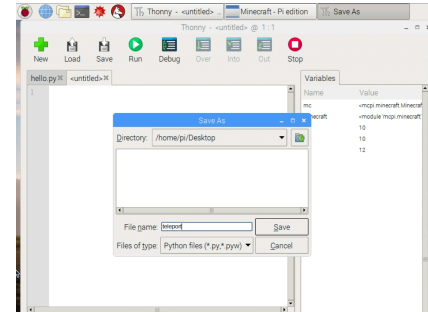 Thonny - <untitled> ...
Minecraft - Pi edition
Save As
Thonny - <untitled> @ 1 : 1
New Load Save Run Debug Over Into Out Stop
hello.py <untitled>
Variables
1
Name Value
mc <mcpi.minecraft.Minecraf
<module 'mcpi.minecraft'
10
10
12
Save As
Directory: /home/pi/Desktop
File name: teleport Save
Files of type: Python files (*.py,*.pyw) Cancel